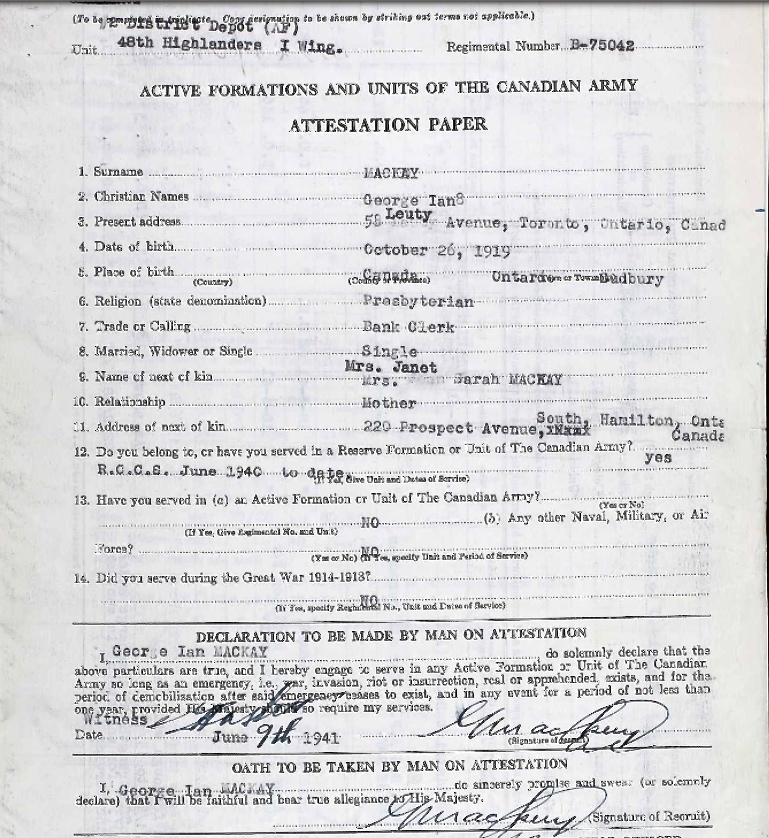 (To be completed in triplicate. Corps designation to be shown by striking out terms not applicable.)
District Depot (AF)
Unit 48th Highlanders I Wing. Regimental Number B-75042
ACTIVE FORMATIONS AND UNITS OF THE CANADIAN ARMY
ATTESTATION PAPER
1. Surname MACKAY
2. Christian Names George Ian
3. Present address 58 Leuty Avenue, Toronto, Ontario, Canad
4. Date of birth October 26, 1919
5. Place of birth Canada Ontario Sudbury
(Country) (County or Province) (Town)
6. Religion (state denomination) Presbyterian
7. Trade or Calling Bank Clerk
8. Married, Widower or Single Single
Mrs. Janet
9. Name of next of kin Mrs. Sarah MACKAY
10. Relationship Mother
11. Address of next of kin 220 Prospect Avenue, South, Hamilton, Onta
Canada
12. Do you belong to, or have you served in a Reserve Formation or Unit of The Canadian Army? yes
R.C.C.S. June 1940 to date
(If Yes, Give Unit and Dates of Service)
13. Have you served in (a) an Active Formation or Unit of The Canadian Army?
(Yes or No)
NO (b) Any other Naval, Military, or Air
(If Yes, Give Regimental No. and Unit)
Force? NO
(Yes or No) (If Yes, specify Unit and Period of Service)
14. Did you serve during the Great War 1914-1918?
NO
(If Yes, specify Regimental No., Unit and Dates of Service)
DECLARATION TO BE MADE BY MAN ON ATTESTATION
I, George Ian MACKAY do solemnly declare that the
above particulars are true, and I hereby engage to serve in any Active Formation or Unit of The Canadian
Army so long as an emergency, i.e., war, invasion, riot or insurrection, real or apprehended, exists, and for the
period of demobilization after said emergency ceases to exist, and in any event for a period of not less than
one year, provided His Majesty should so require my services.
Witness
Date June 9th 1941 (Signature of Recruit)
OATH TO BE TAKEN BY MAN ON ATTESTATION
I, George Ian MACKAY do sincerely promise and swear (or solemnly
declare) that I will be faithful and bear true allegiance to His Majesty.
(Signature of Recruit)